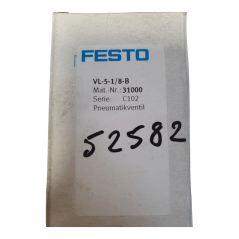 FESTO
VL-5-1/8-B
Mat.-Nr.: 31000
Serie: C102
Pneumatikventil
52582